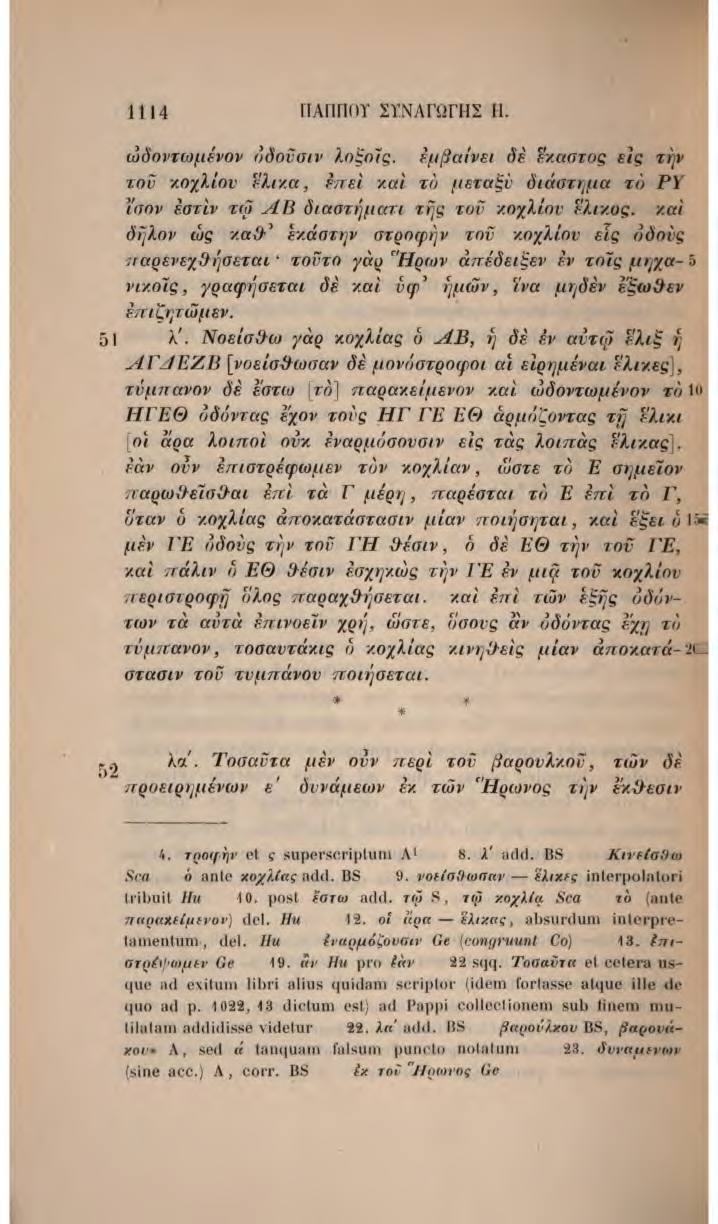 1114 ΠΑΠΠΟΥ ΣΥΝΑΓΩΓΗΣ Η.
ὠδοντωμένον ὀδοῦσιν λοξοῖς. ἐμβαίνει δὲ ἕκαστος εἰς τὴν
τοῦ κοχλίου ἕλικα, ἐπεὶ καὶ τὸ μεταξὺ διάστημα τὸ ΡΥ
ἴσον ἐστὶν τῷ ΑΒ διαστήματι τῆς τοῦ κοχλίου ἕλικος. καὶ
δῆλον ὡς καθ᾽ ἑκάστην στροφὴν τοῦ κοχλίου εἷς ὀδοὺς
παρενεχθήσεται· τοῦτο γὰρ Ἥρων ἀπέδειξεν ἐν τοῖς μηχα- 5
νικοῖς, γραφήσεται δὲ καὶ ὑφ᾽ ἡμῶν, ἵνα μηδὲν ἔξωθεν
ἐπιζητῶμεν.
51 λ΄. Νοείσθω γὰρ κοχλίας ὁ ΑΒ, ἡ δὲ ἐν αὐτῷ ἕλιξ ἡ
ΑΓΔΕΖΒ [νοείσθωσαν δὲ μονόστροφοι αἱ εἰρημέναι ἕλικες],
τύμπανον δὲ ἔστω [τὸ] παρακείμενον καὶ ὠδοντωμένον τὸ 10
ΗΓΕΘ ὀδόντας ἔχον τοὺς ΗΓ ΓΕ ΕΘ ἁρμόζοντας τῇ ἕλικι
[οἱ ἄρα λοιποὶ οὐκ ἐναρμόσουσιν εἰς τὰς λοιπὰς ἕλικας].
ἐὰν οὖν ἐπιστρέφωμεν τὸν κοχλίαν, ὥστε τὸ Ε σημεῖον
παρωθεῖσθαι ἐπὶ τὰ Γ μέρη, παρέσται τὸ Ε ἐπὶ τὸ Γ,
ὅταν ὁ κοχλίας ἀποκατάστασιν μίαν ποιήσηται, καὶ ἕξει ὁ 15
μὲν ΓΕ ὀδοὺς τὴν τοῦ ΓΗ θέσιν, ὁ δὲ ΕΘ τὴν τοῦ ΓΕ,
καὶ πάλιν ὁ ΕΘ θέσιν ἐσχηκὼς τὴν ΓΕ ἐν μιᾷ τοῦ κοχλίου
περιστροφῇ ὅλος παραχθήσεται. καὶ ἐπὶ τῶν ἑξῆς ὀδόν-
των τὰ αὐτὰ ἐπινοεῖν χρή, ὥστε, ὅσους ἂν ὀδόντας ἔχῃ τὸ
τύμπανον, τοσαυτάκις ὁ κοχλίας κινηθεὶς μίαν ἀποκατά- 20
στασιν τοῦ τυμπάνου ποιήσεται.
* * *
52 λα΄. Τοσαῦτα μὲν οὖν περὶ τοῦ βαρουλκοῦ, τῶν δὲ
προειρημένων ε΄ δυνάμεων ἐκ τῶν Ἥρωνος τὴν ἔκθεσιν
4. τροφὴν et ς superscriptum A¹ 8. λ΄ add. BS Κινείσθω
Sca ὁ ante κοχλίας add. BS 9. νοείσθωσαν — ἕλικες interpolatori
tribuit Hu 10. post ἔστω add. τῷ S, τῷ κοχλίᾳ Sca τὸ (ante
παρακείμενον) del. Hu 12. οἱ ἄρα — ἕλικας, absurdum interpre-
tamentum, del. Hu ἐναρμόζουσιν Ge (congruunt Co) 13. ἐπι-
στρέψωμεν Ge 19. ἂν Hu pro ἐὰν 22 sqq. Τοσαῦτα et cetera us-
que ad exitum libri alius quidam scriptor (idem fortasse atque ille de
quo ad p. 1022, 13 dictum est) ad Pappi collectionem sub finem mu-
tilatam addidisse videtur 22. λα΄ add. BS βαρούλκου BS, βαρουά-
κου* A, sed ά tanquam falsum puncto notatum 23. δυναμενων
(sine acc.) A, corr. BS ἐκ τοῦ Ἥρωνος Ge